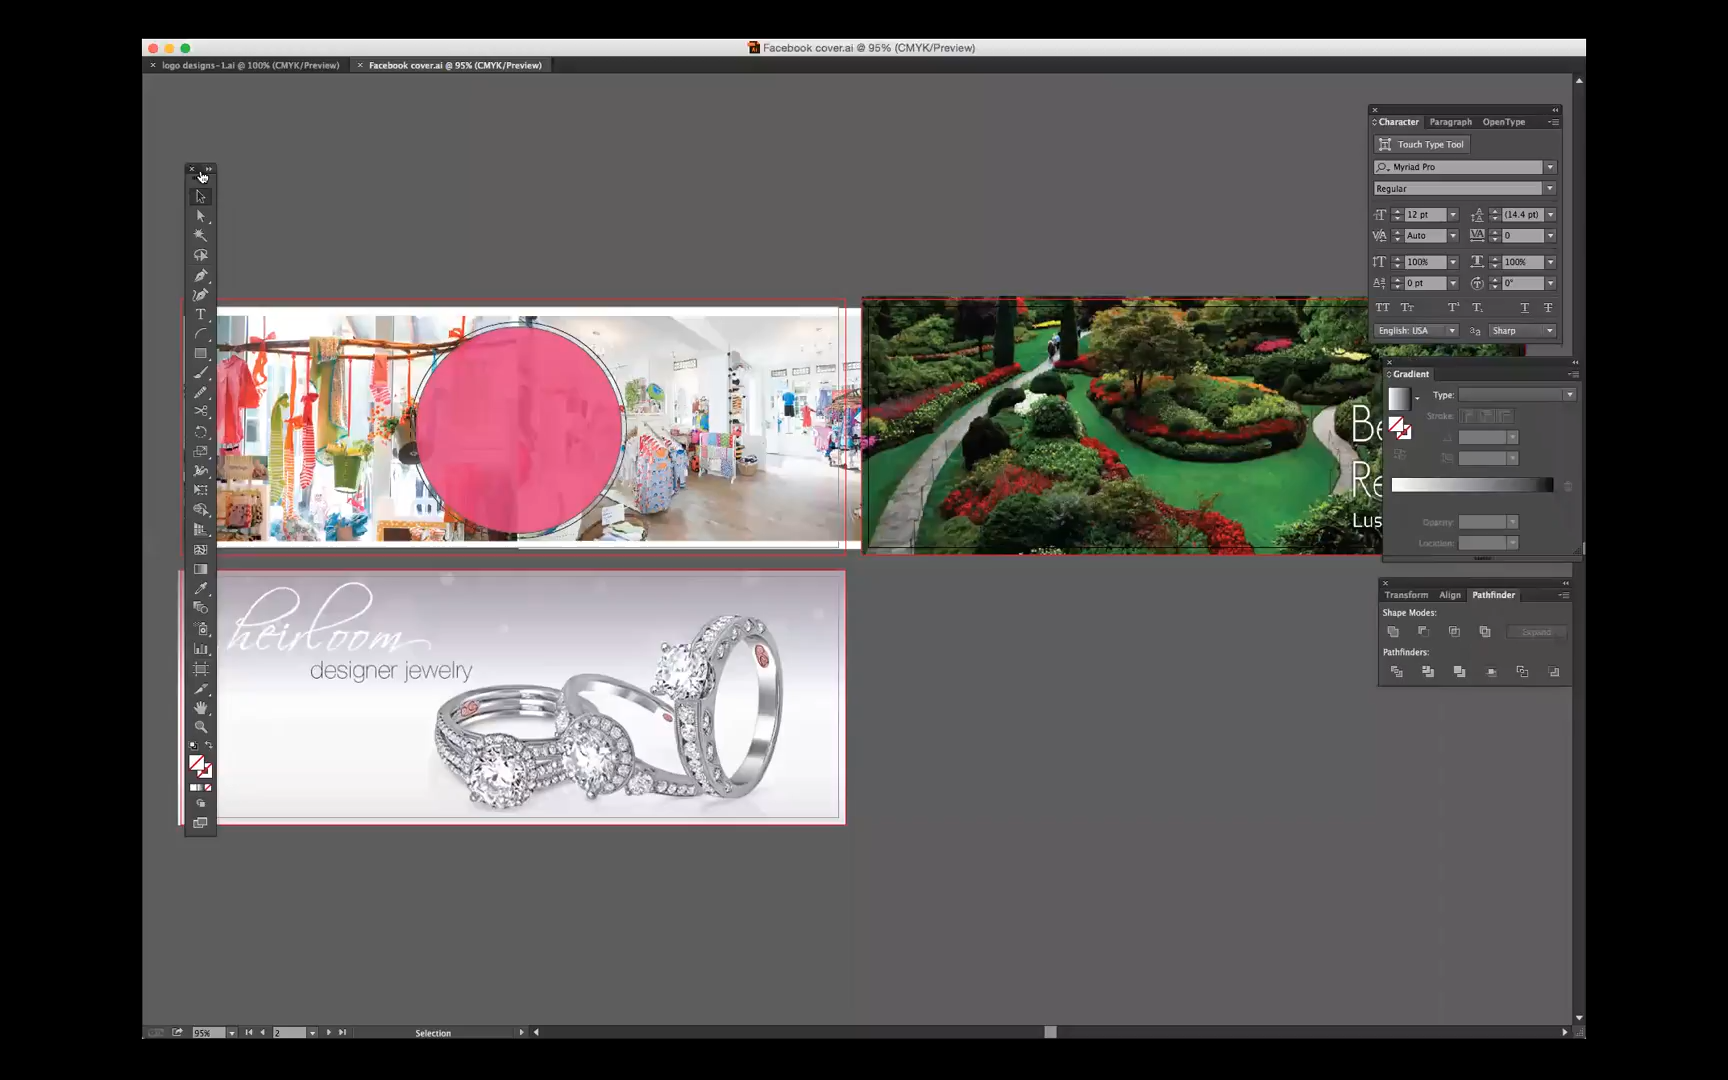 Facebook cover.ai @ 95% (CMYK/Preview)
logo designs-1.ai @ 100% (CMYK/Preview)
Facebook cover.ai @ 95% (CMYK/Preview)
Character Paragraph OpenType
Touch Type Tool
Myriad Pro
Regular
12 pt (14.4 pt)
Auto 0
100% 100%
0 pt 0°
English: USA Sharp
Gradient
Type:
Stroke:
Opacity:
Location:
Be
Re
Lus
Transform Align Pathfinder
Shape Modes:
Expand
Pathfinders:
heirloom
designer jewelry
95% 2 Selection